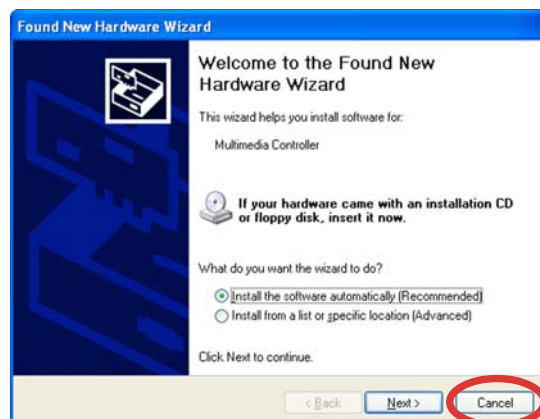 Found New Hardware Wizard
Welcome to the Found New
Hardware Wizard
This wizard helps you install software for:
Multimedia Controller
If your hardware came with an installation CD
or floppy disk, insert it now.
What do you want the wizard to do?
Install the software automatically (Recommended)
Install from a list or specific location (Advanced)
Click Next to continue.
< Back Next > Cancel